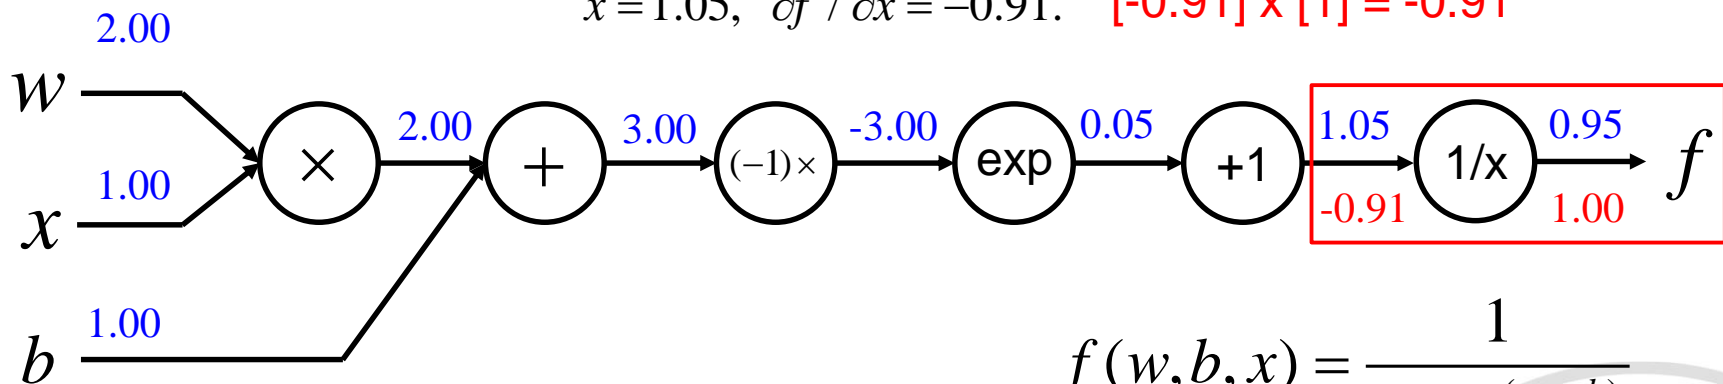 x = 1.05, ∂f / ∂x = −0.91. [-0.91] x [1] = -0.91
2.00
w
2.00 3.00 -3.00 0.05 1.05 0.95
× + (−1)× exp +1 1/x f
1.00
-0.91 1.00
x
1.00
b
f(w,b,x) = 1